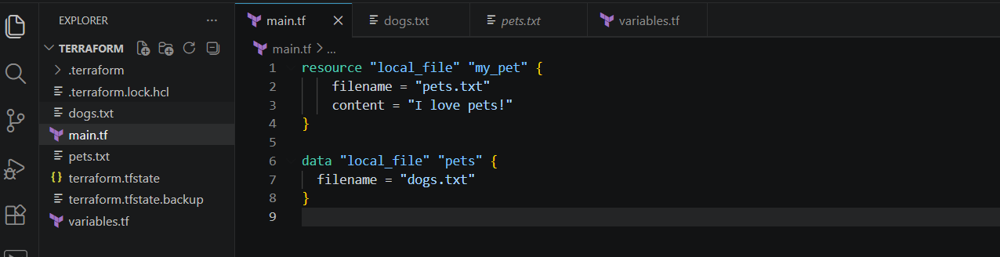 EXPLORER ...
TERRAFORM
.terraform
.terraform.lock.hcl
dogs.txt
main.tf
pets.txt
terraform.tfstate
terraform.tfstate.backup
variables.tf
main.tf dogs.txt pets.txt variables.tf
main.tf > ...
1 resource "local_file" "my_pet" {
2 filename = "pets.txt"
3 content = "I love pets!"
4 }
5
6 data "local_file" "pets" {
7 filename = "dogs.txt"
8 }
9